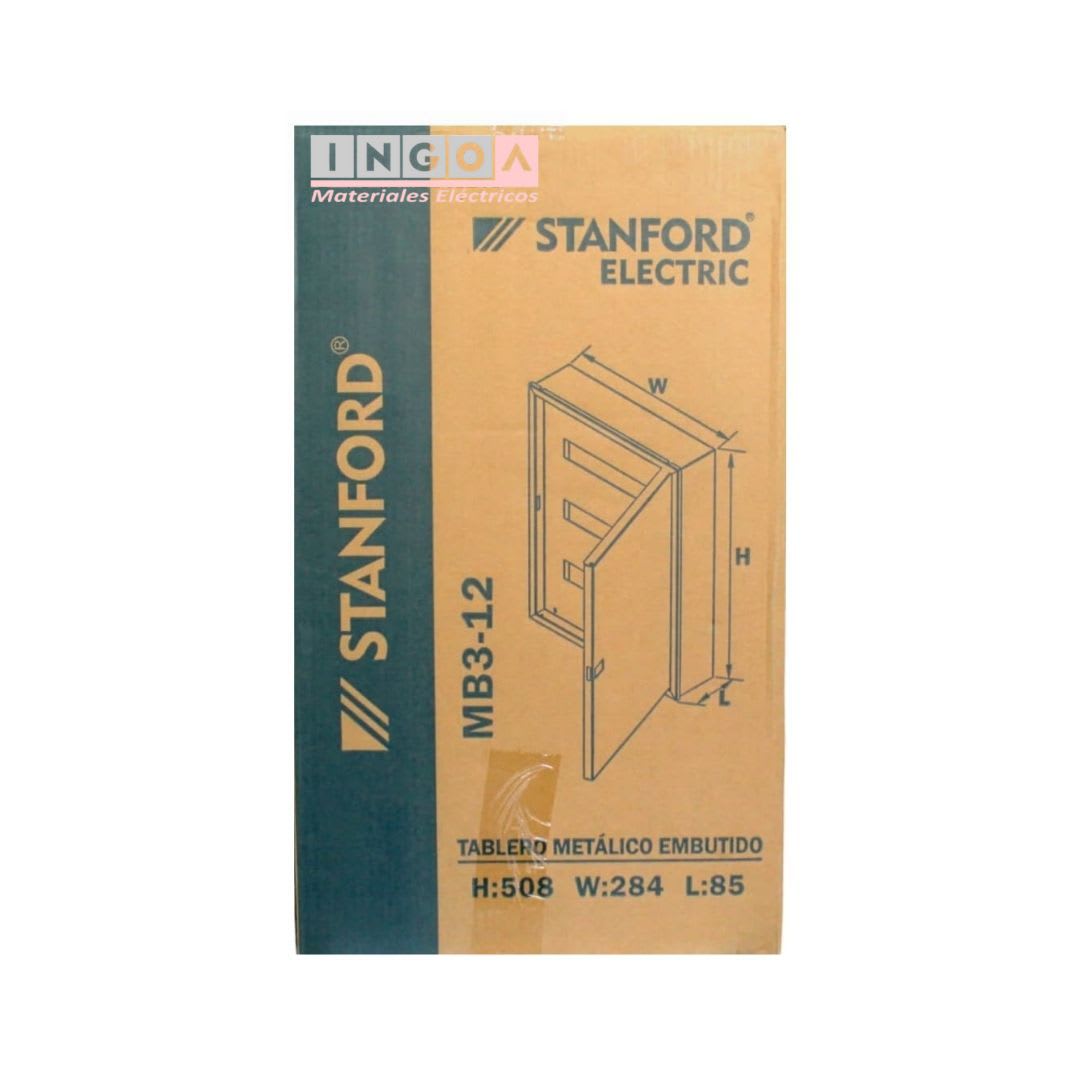 INGOA
Materiales Eléctricos
STANFORD®
ELECTRIC
STANFORD®
MB3-12
W
H
L
TABLERO METÁLICO EMBUTIDO
H:508 W:284 L:85